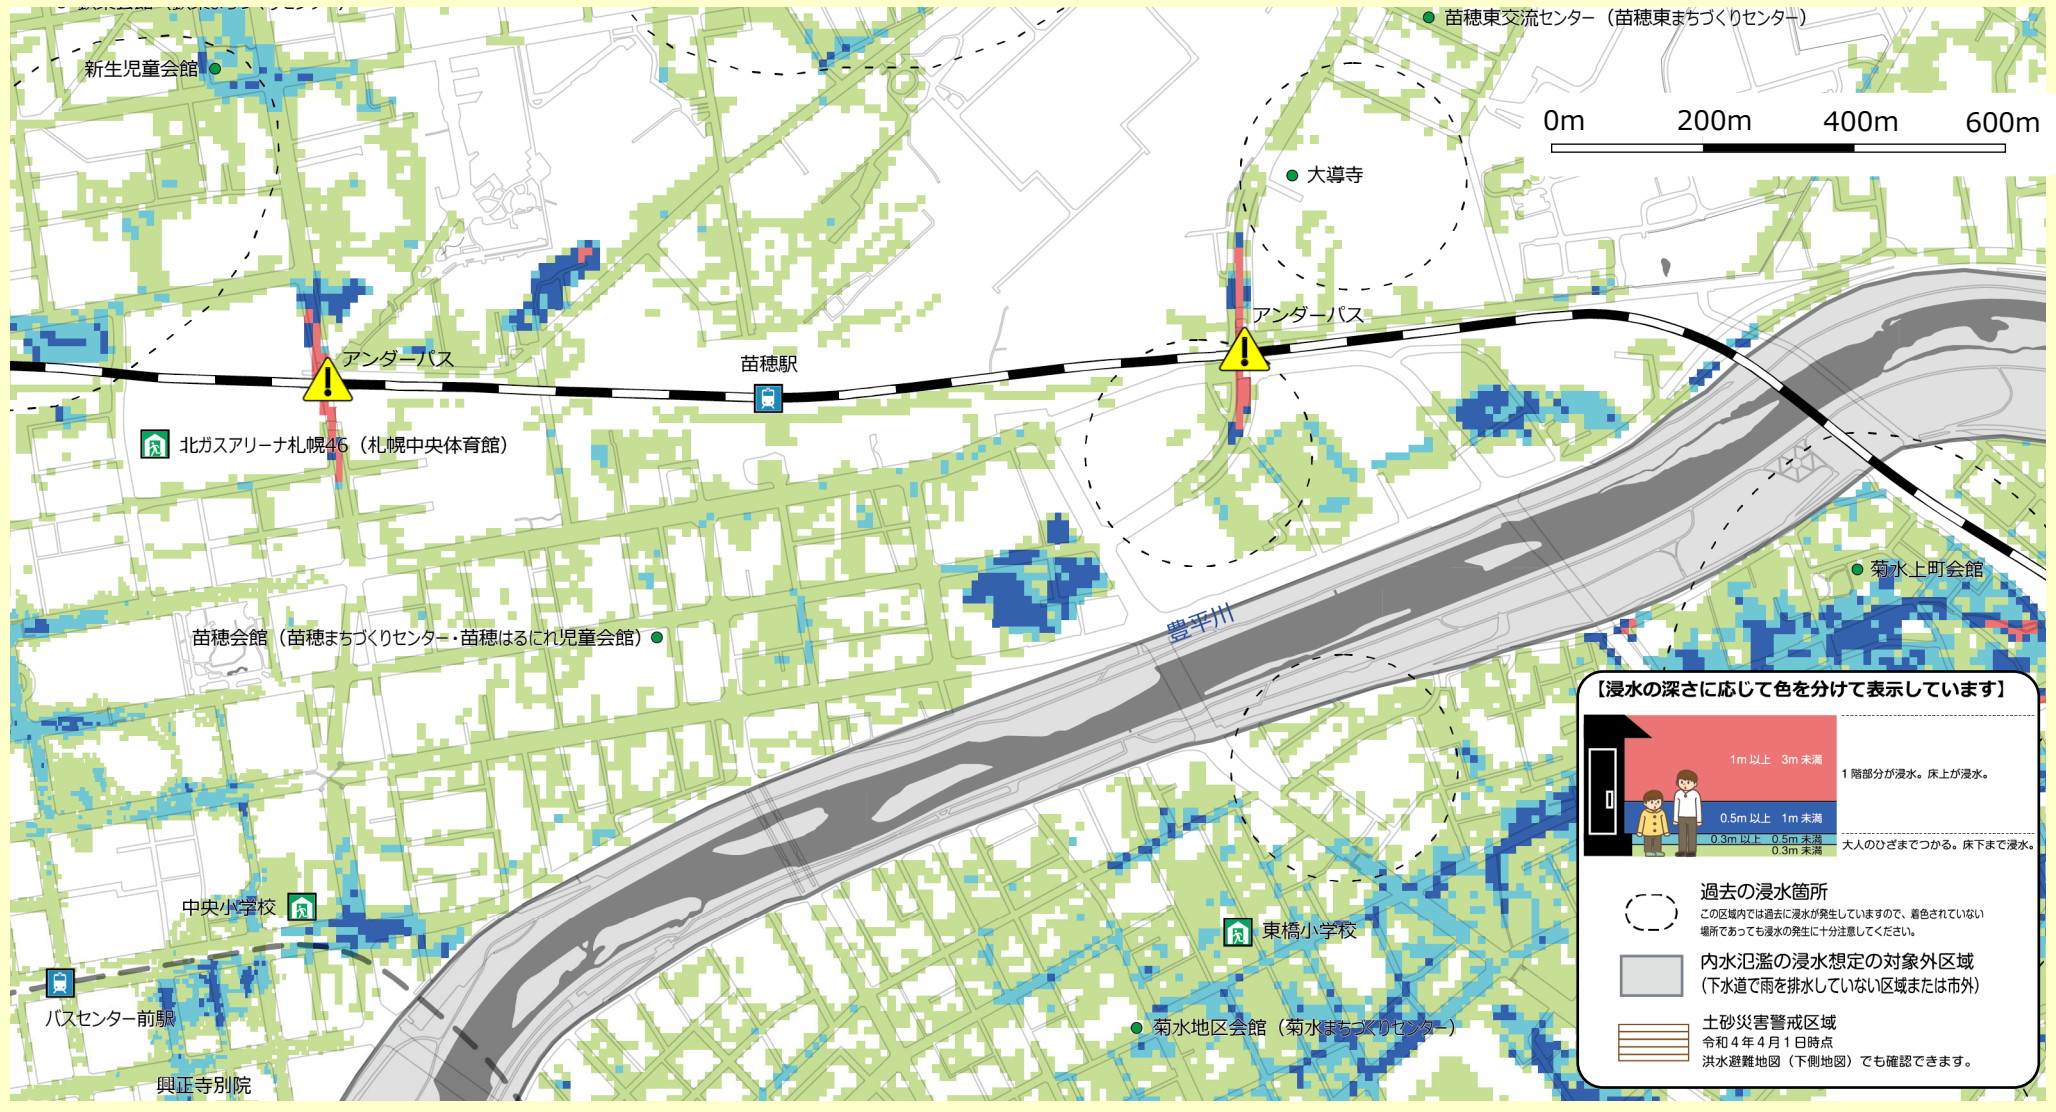 苗穂東交流センター（苗穂東まちづくりセンター）
新生児童会館
0m 200m 400m 600m
大導寺
アンダーパス
アンダーパス
苗穂駅
北ガスアリーナ札幌46（札幌中央体育館）
菊水上町会館
豊平川
苗穂会館（苗穂まちづくりセンター・苗穂はるにれ児童会館）
中央小学校
東橋小学校
バスセンター前駅
菊水地区会館（菊水まちづくりセンター）
興正寺別院
【浸水の深さに応じて色を分けて表示しています】
1m 以上 3m 未満
1 階部分が浸水。床上が浸水。
0.5m 以上 1m 未満
0.3m 以上 0.5m 未満
0.3m 未満
大人のひざまでつかる。床下まで浸水。
過去の浸水箇所
この区域内では過去に浸水が発生していますので、着色されていない
場所であっても浸水の発生に十分注意してください。
内水氾濫の浸水想定の対象外区域
（下水道で雨を排水していない区域または市外）
土砂災害警戒区域
令和４年４月１日時点
洪水避難地図（下側地図）でも確認できます。